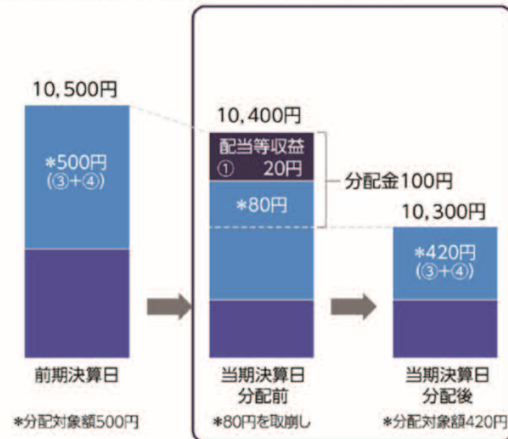 10,500円
*500円
(③+④)
前期決算日
*分配対象額500円
10,400円
配当等収益
① 20円
*80円
分配金100円
当期決算日
分配前
*80円を取崩し
10,300円
*420円
(③+④)
当期決算日
分配後
*分配対象額420円